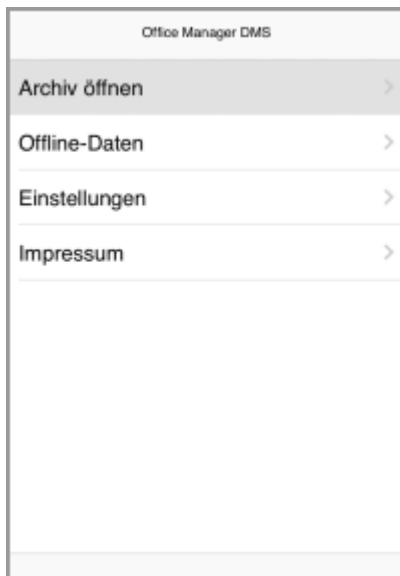 Office Manager DMS
Archiv öffnen
Offline-Daten
Einstellungen
Impressum